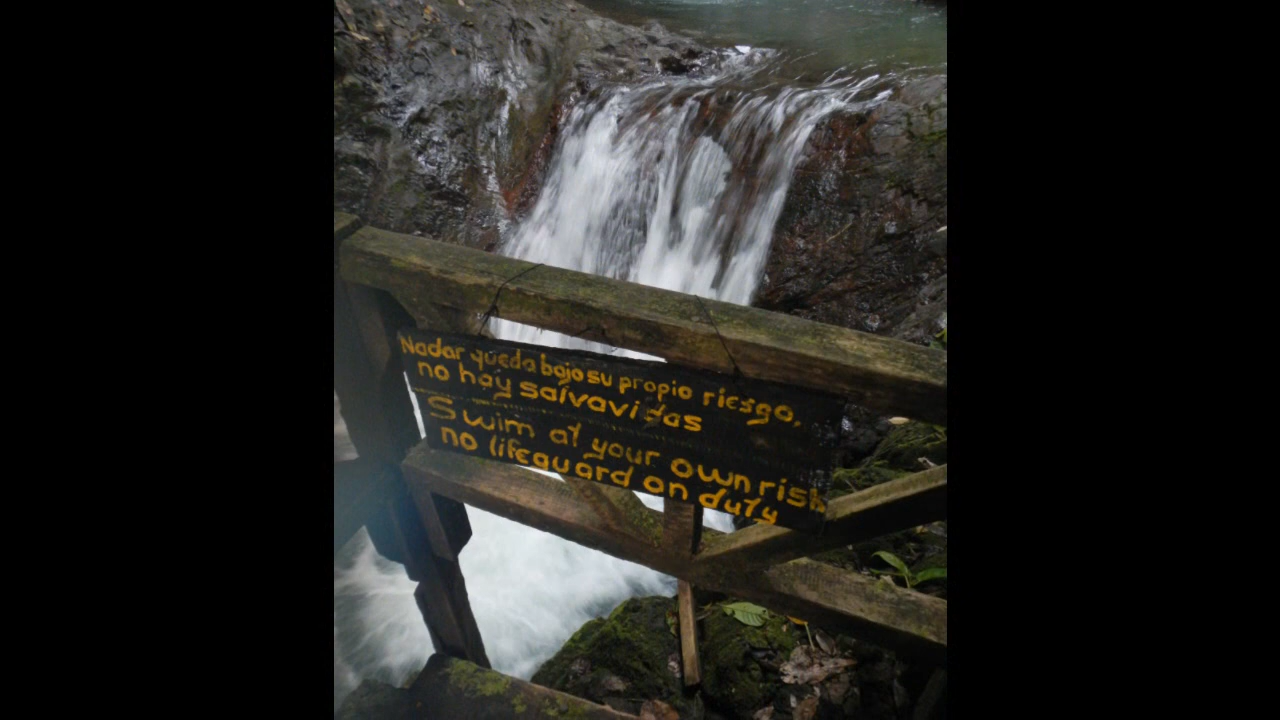 Nadar queda bajo su propio riesgo,
no hay salvavidas
Swim at your own risk
no lifeguard on duty